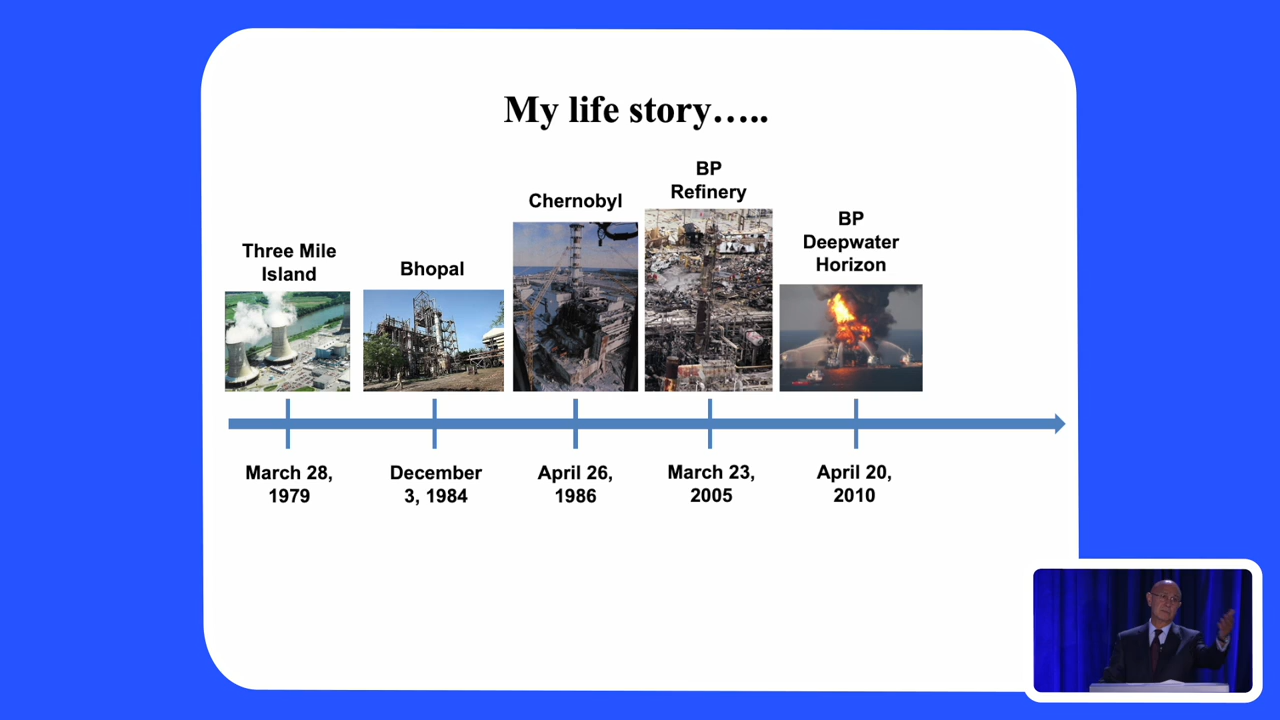 My life story…..
Three Mile
Island
Bhopal
Chernobyl
BP
Refinery
BP
Deepwater
Horizon
March 28,
1979
December
3, 1984
April 26,
1986
March 23,
2005
April 20,
2010